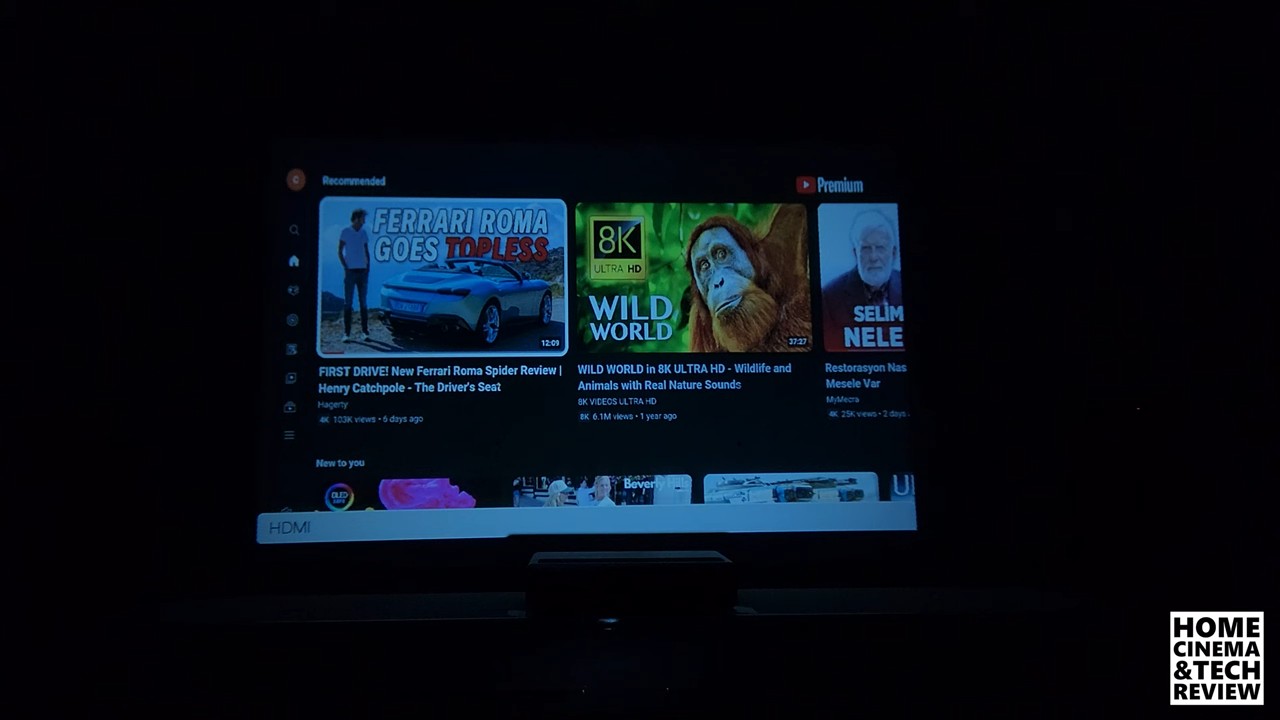 C
Recommended
Premium
FERRARI ROMA
GOES TOPLESS
12:09
8K
ULTRA HD
WILD
WORLD
37:27
SELIM
NELE
FIRST DRIVE! New Ferrari Roma Spider Review |
Henry Catchpole - The Driver's Seat
Hagerty
4K 103K views • 6 days ago
WILD WORLD in 8K ULTRA HD - Wildlife and
Animals with Real Nature Sounds
8K VIDEOS ULTRA HD
8K 6.1M views • 1 year ago
Restorasyon Nas
Mesele Var
MyMecra
4K 25K views • 2 days
New to you
OLED
Beverly Hills
U
HDMI
HOME
CINEMA
&TECH
REVIEW